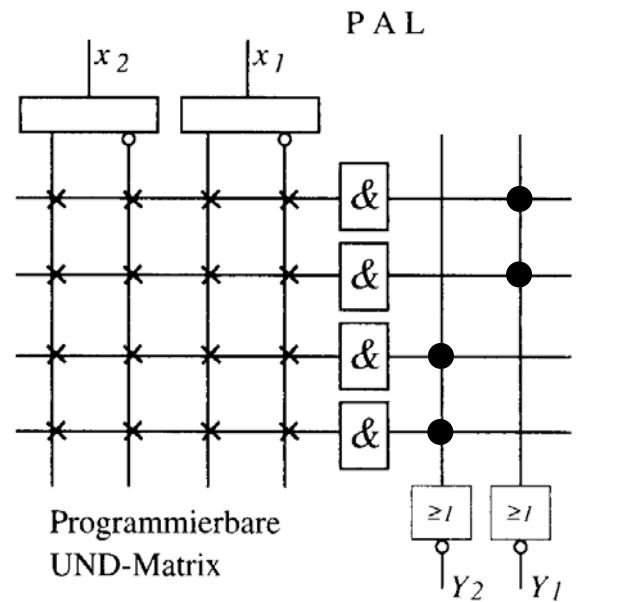 PAL
x2
x1
&
&
&
&
≥1
≥1
Programmierbare
UND-Matrix
Y2
Y1